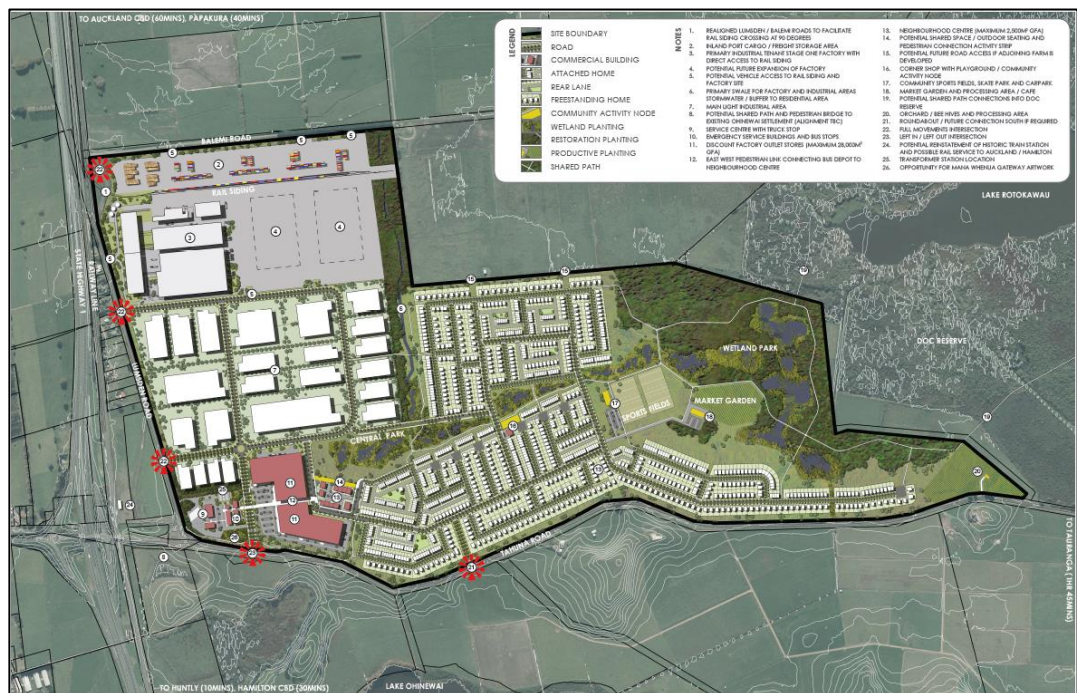 TO AUCKLAND CBD (60MINS), PAPAKURA (40MINS)
LEGEND
SITE BOUNDARY
ROAD
COMMERCIAL BUILDING
ATTACHED HOME
REAR LANE
FREESTANDING HOME
COMMUNITY ACTIVITY NODE
WETLAND PLANTING
RESTORATION PLANTING
PRODUCTIVE PLANTING
SHARED PATH
NOTES
1. REALIGNED LUMSDEN / BALEMI ROADS TO FACILITATE
RAIL SIDING CROSSING AT 90 DEGREES
2. INLAND PORT CARGO / FREIGHT STORAGE AREA
3. PRIMARY INDUSTRIAL TENANT STAGE ONE FACTORY WITH
DIRECT ACCESS TO RAIL SIDING
4. POTENTIAL FUTURE EXPANSION OF FACTORY
5. POTENTIAL VEHICLE ACCESS TO RAIL SIDING AND
FACTORY SITE
6. PRIMARY SWALE FOR FACTORY AND INDUSTRIAL AREAS
STORMWATER / BUFFER TO RESIDENTIAL AREA
7. MAIN LIGHT INDUSTRIAL AREA
8. POTENTIAL SHARED PATH AND PEDESTRIAN BRIDGE TO
EXISTING OHINEWAI SETTLEMENT (ALIGNMENT TBC)
9. SERVICE CENTRE WITH TRUCK STOP
10. EMERGENCY SERVICE BUILDINGS AND BUS STOPS
11. DISCOUNT FACTORY OUTLET STORES (MAXIMUM 28,000M²
GFA)
12. EAST WEST PEDESTRIAN LINK CONNECTING BUS DEPOT TO
NEIGHBOURHOOD CENTRE
13. NEIGHBOURHOOD CENTRE (MAXIMUM 2,500M² GFA)
14. POTENTIAL SHARED SPACE / OUTDOOR SEATING AND
PEDESTRIAN CONNECTION ACTIVITY STRIP
15. POTENTIAL FUTURE ROAD ACCESS IF ADJOINING FARM IS
DEVELOPED
16. CORNER SHOP WITH PLAYGROUND / COMMUNITY
ACTIVITY NODE
17. COMMUNITY SPORTS FIELDS, SKATE PARK AND CARPARK
18. MARKET GARDEN AND PROCESSING AREA / CAFE
19. POTENTIAL SHARED PATH CONNECTIONS INTO DOC
RESERVE
20. ORCHARD / BEE HIVES AND PROCESSING AREA
21. ROUNDABOUT / FUTURE CONNECTION SOUTH IF REQUIRED
22. FULL MOVEMENTS INTERSECTION
23. LEFT IN / LEFT OUT INTERSECTION
24. POTENTIAL REINSTATEMENT OF HISTORIC TRAIN STATION
AND POSSIBLE RAIL SERVICE TO AUCKLAND / HAMILTON
25. TRANSFORMER STATION LOCATION
26. OPPORTUNITY FOR MANA WHENUA GATEWAY ARTWORK
BALEMI ROAD
RAIL SIDING
LAKE ROTOKAWAU
STATE HIGHWAY 1
RAILWAY LINE
LUMSDEN ROAD
DOC RESERVE
WETLAND PARK
MARKET GARDEN
SPORTS FIELDS
CENTRAL PARK
TAHUNA ROAD
TO TAURANGA (1HR 45MINS)
TO HUNTLY (10MINS), HAMILTON CBD (30MINS)
LAKE OHINEWAI